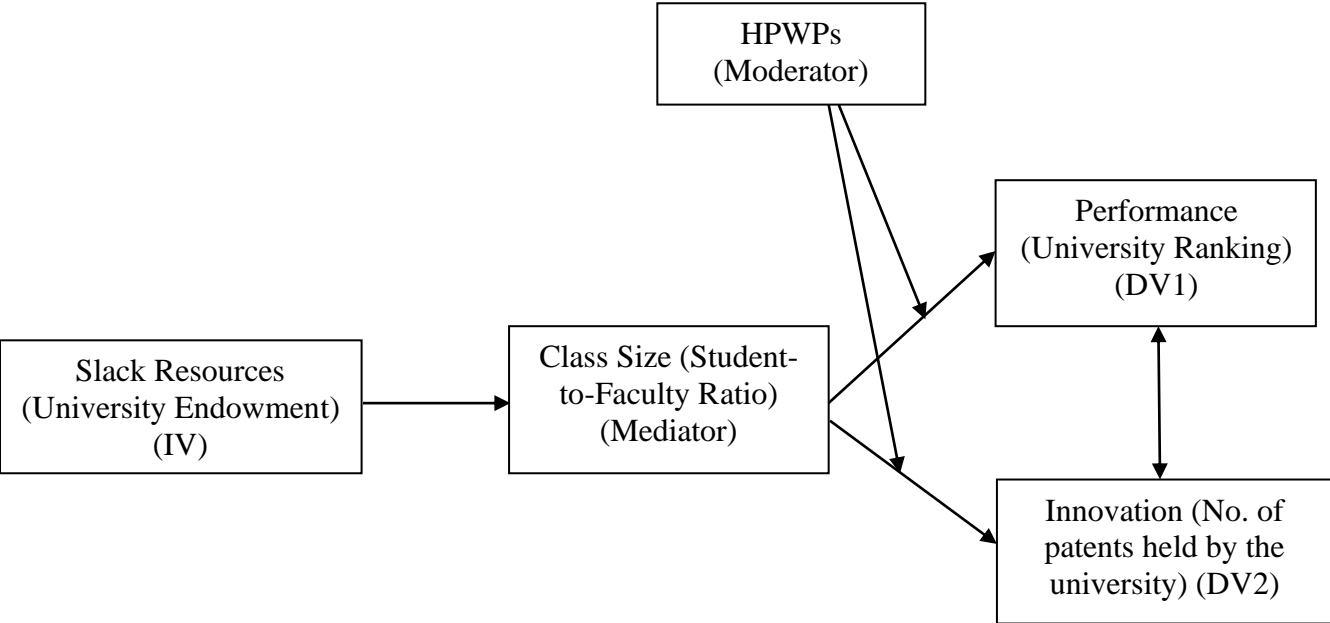 HPWPs
(Moderator)
Performance
(University Ranking)
(DV1)
Slack Resources
(University Endowment)
(IV)
Class Size (Student-
to-Faculty Ratio)
(Mediator)
Innovation (No. of
patents held by the
university) (DV2)